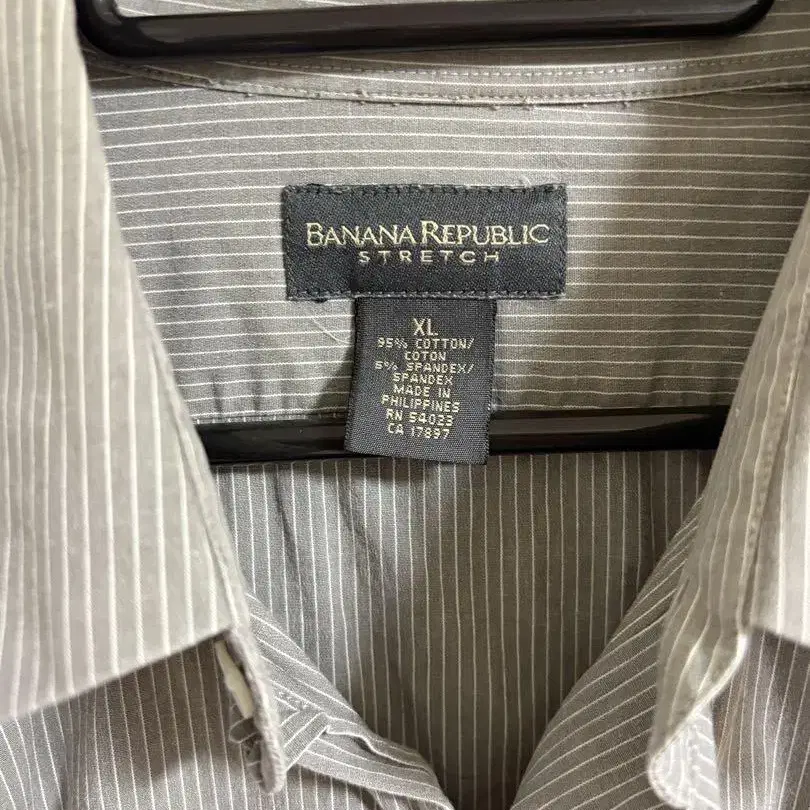 BANANA REPUBLIC
STRETCH
XL
95% COTTON/
COTON
5% SPANDEX/
SPANDEX
MADE IN
PHILIPPINES
RN 54023
CA 17897